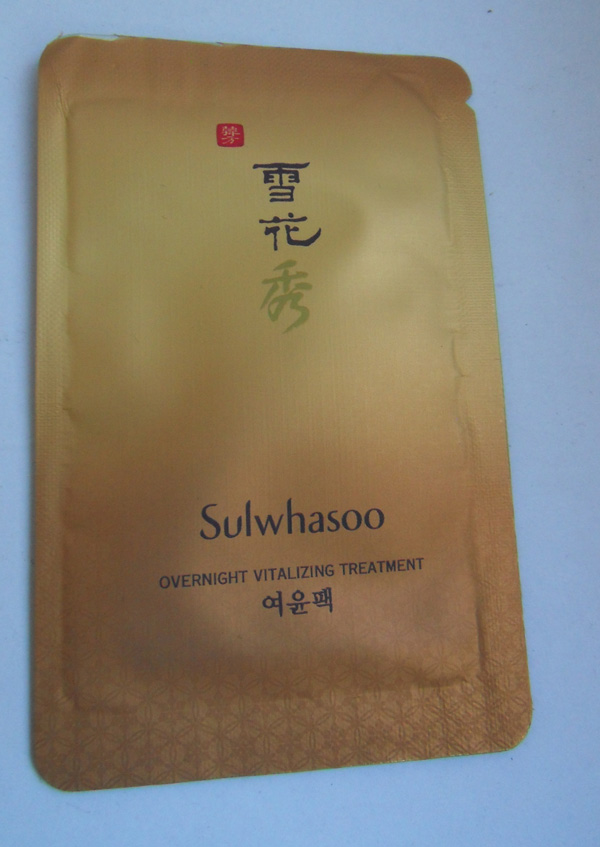 雪
花
秀
Sulwhasoo
OVERNIGHT VITALIZING TREATMENT
여윤팩